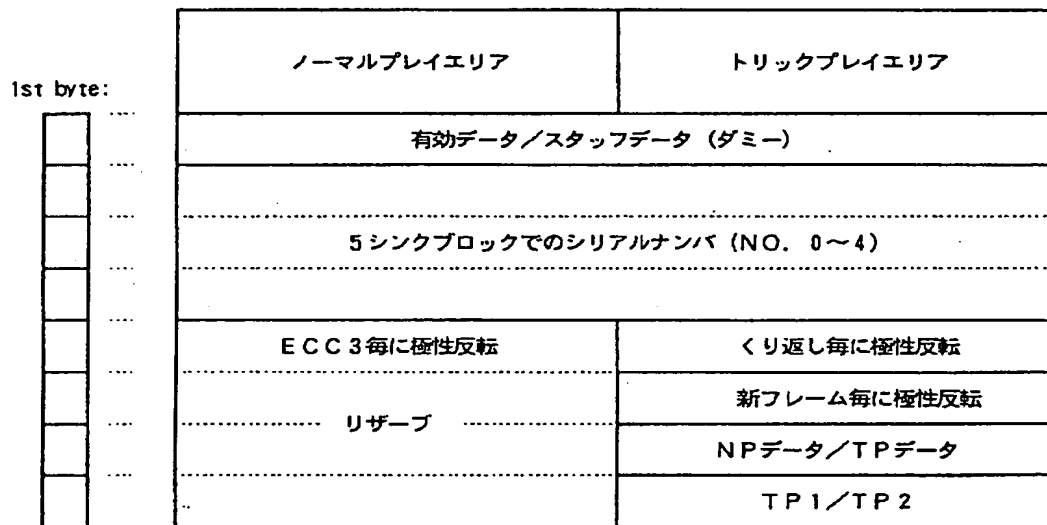 ノーマルプレイエリア
トリックプレイエリア
1st byte:
有効データ/スタッフデータ (ダミー)
5シンクブロックでのシリアルナンバ (NO. 0~4)
ECC3毎に極性反転
くり返し毎に極性反転
新フレーム毎に極性反転
リザーブ
NPデータ/TPデータ
TP1/TP2